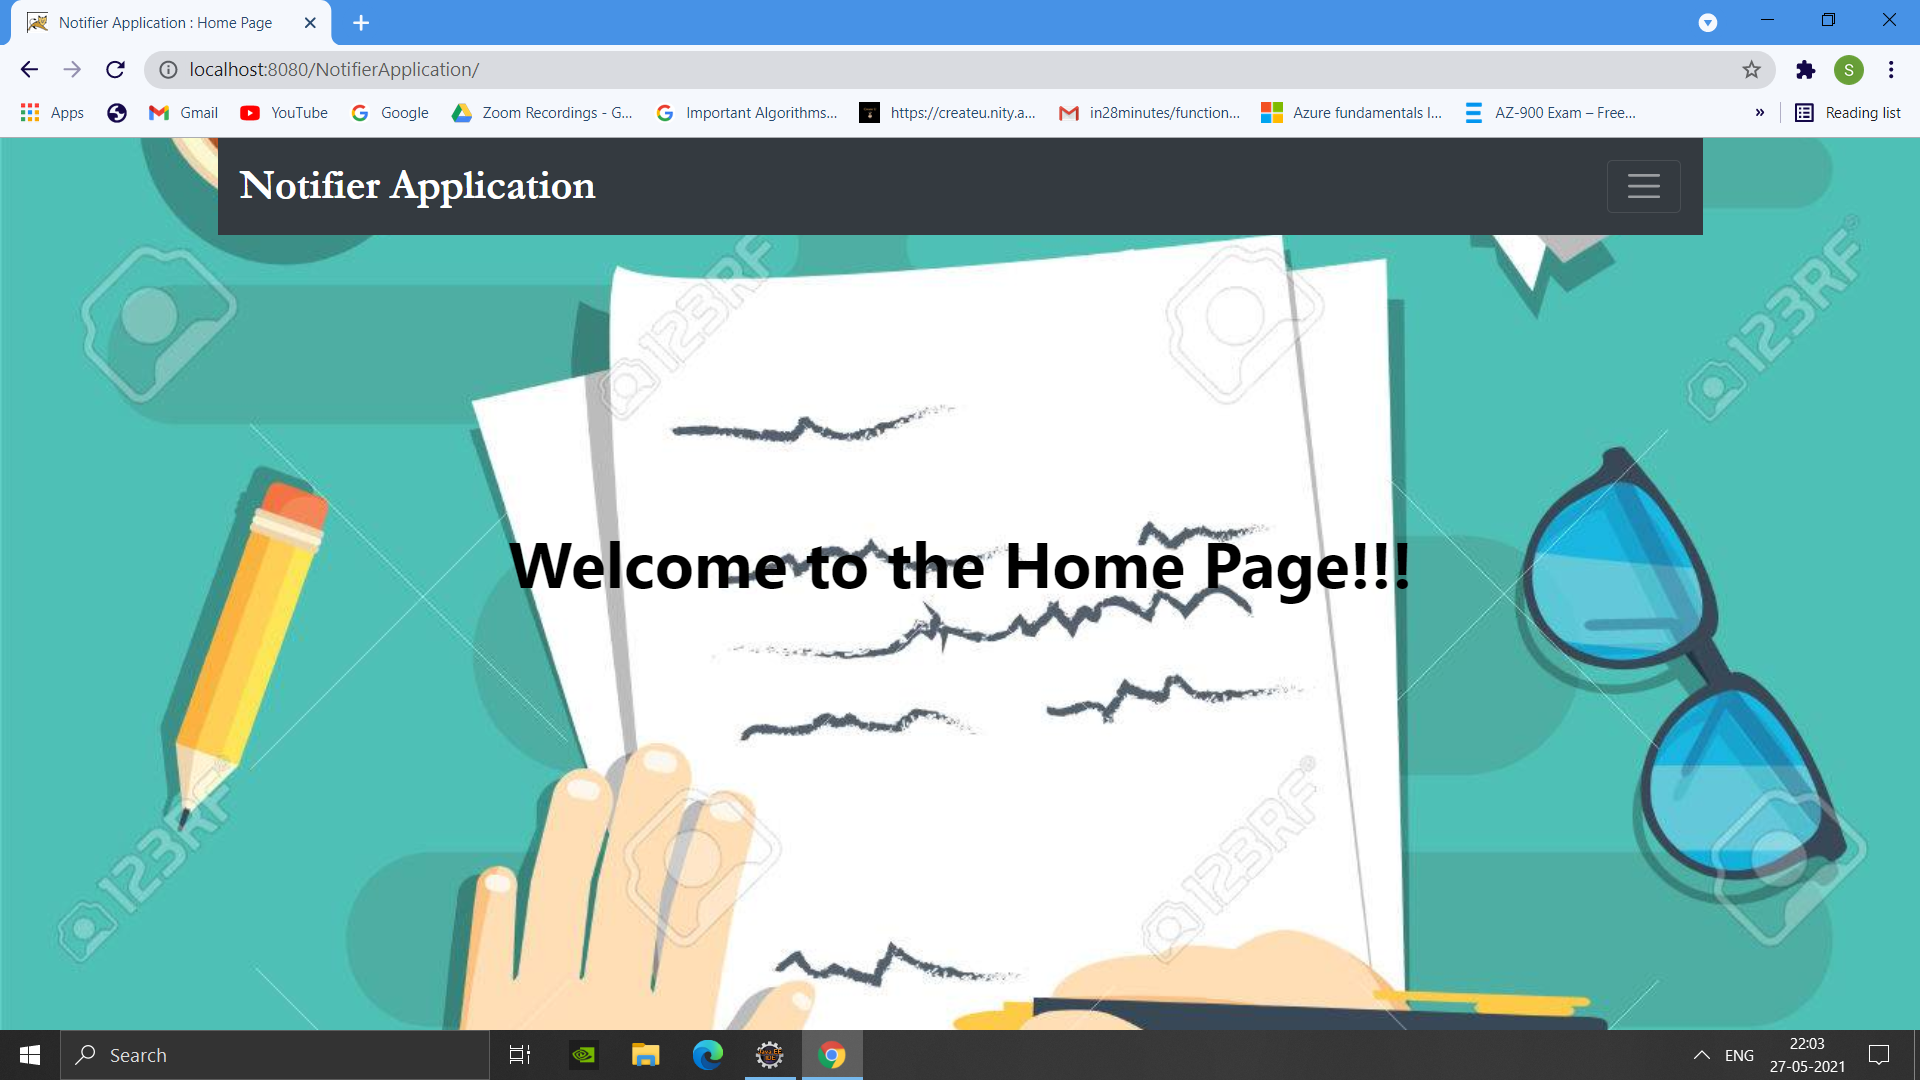 Notifier Application : Home Page
localhost:8080/NotifierApplication/
S
Apps Gmail YouTube Google Zoom Recordings - G... Important Algorithms... https://createu.nity.a... in28minutes/function... Azure fundamentals l... AZ-900 Exam – Free... » Reading list
Notifier Application
123RF
123RF
Welcome to the Home Page!!!
123RF
123RF
Search
ENG
22:03
27-05-2021